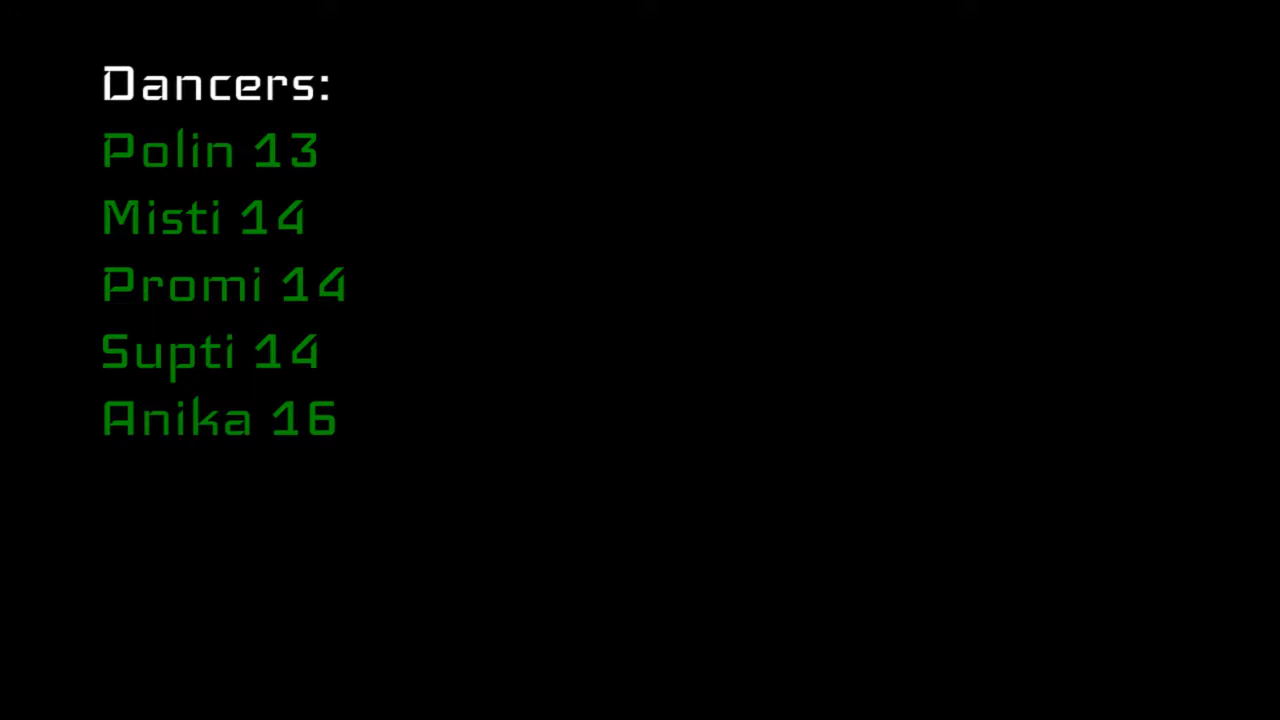 Dancers:
Polin 13
Misti 14
Promi 14
Supti 14
Anika 16